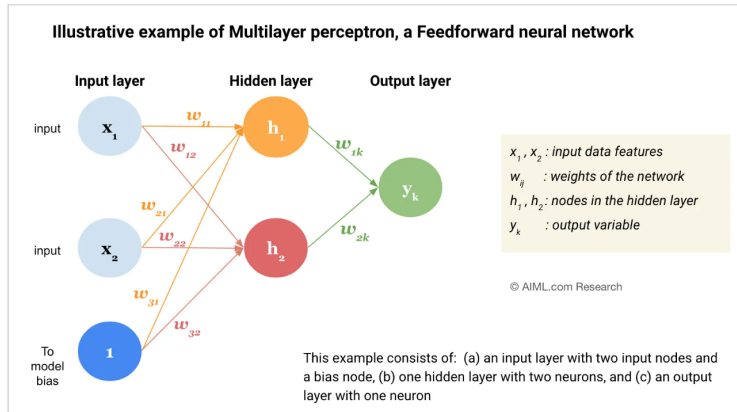 Illustrative example of Multilayer perceptron, a Feedforward neural network
Input layer
Hidden layer
Output layer
input
x₁
w₁₁
h₁
w₁₂
w₁ₖ
x₁ , x₂ : input data features
wᵢⱼ : weights of the network
h₁ , h₂ : nodes in the hidden layer
yₖ : output variable
yₖ
w₂₁
input
x₂
w₂₂
h₂
w₂ₖ
© AIML.com Research
w₃₁
w₃₂
To
model
bias
1
This example consists of: (a) an input layer with two input nodes and
a bias node, (b) one hidden layer with two neurons, and (c) an output
layer with one neuron